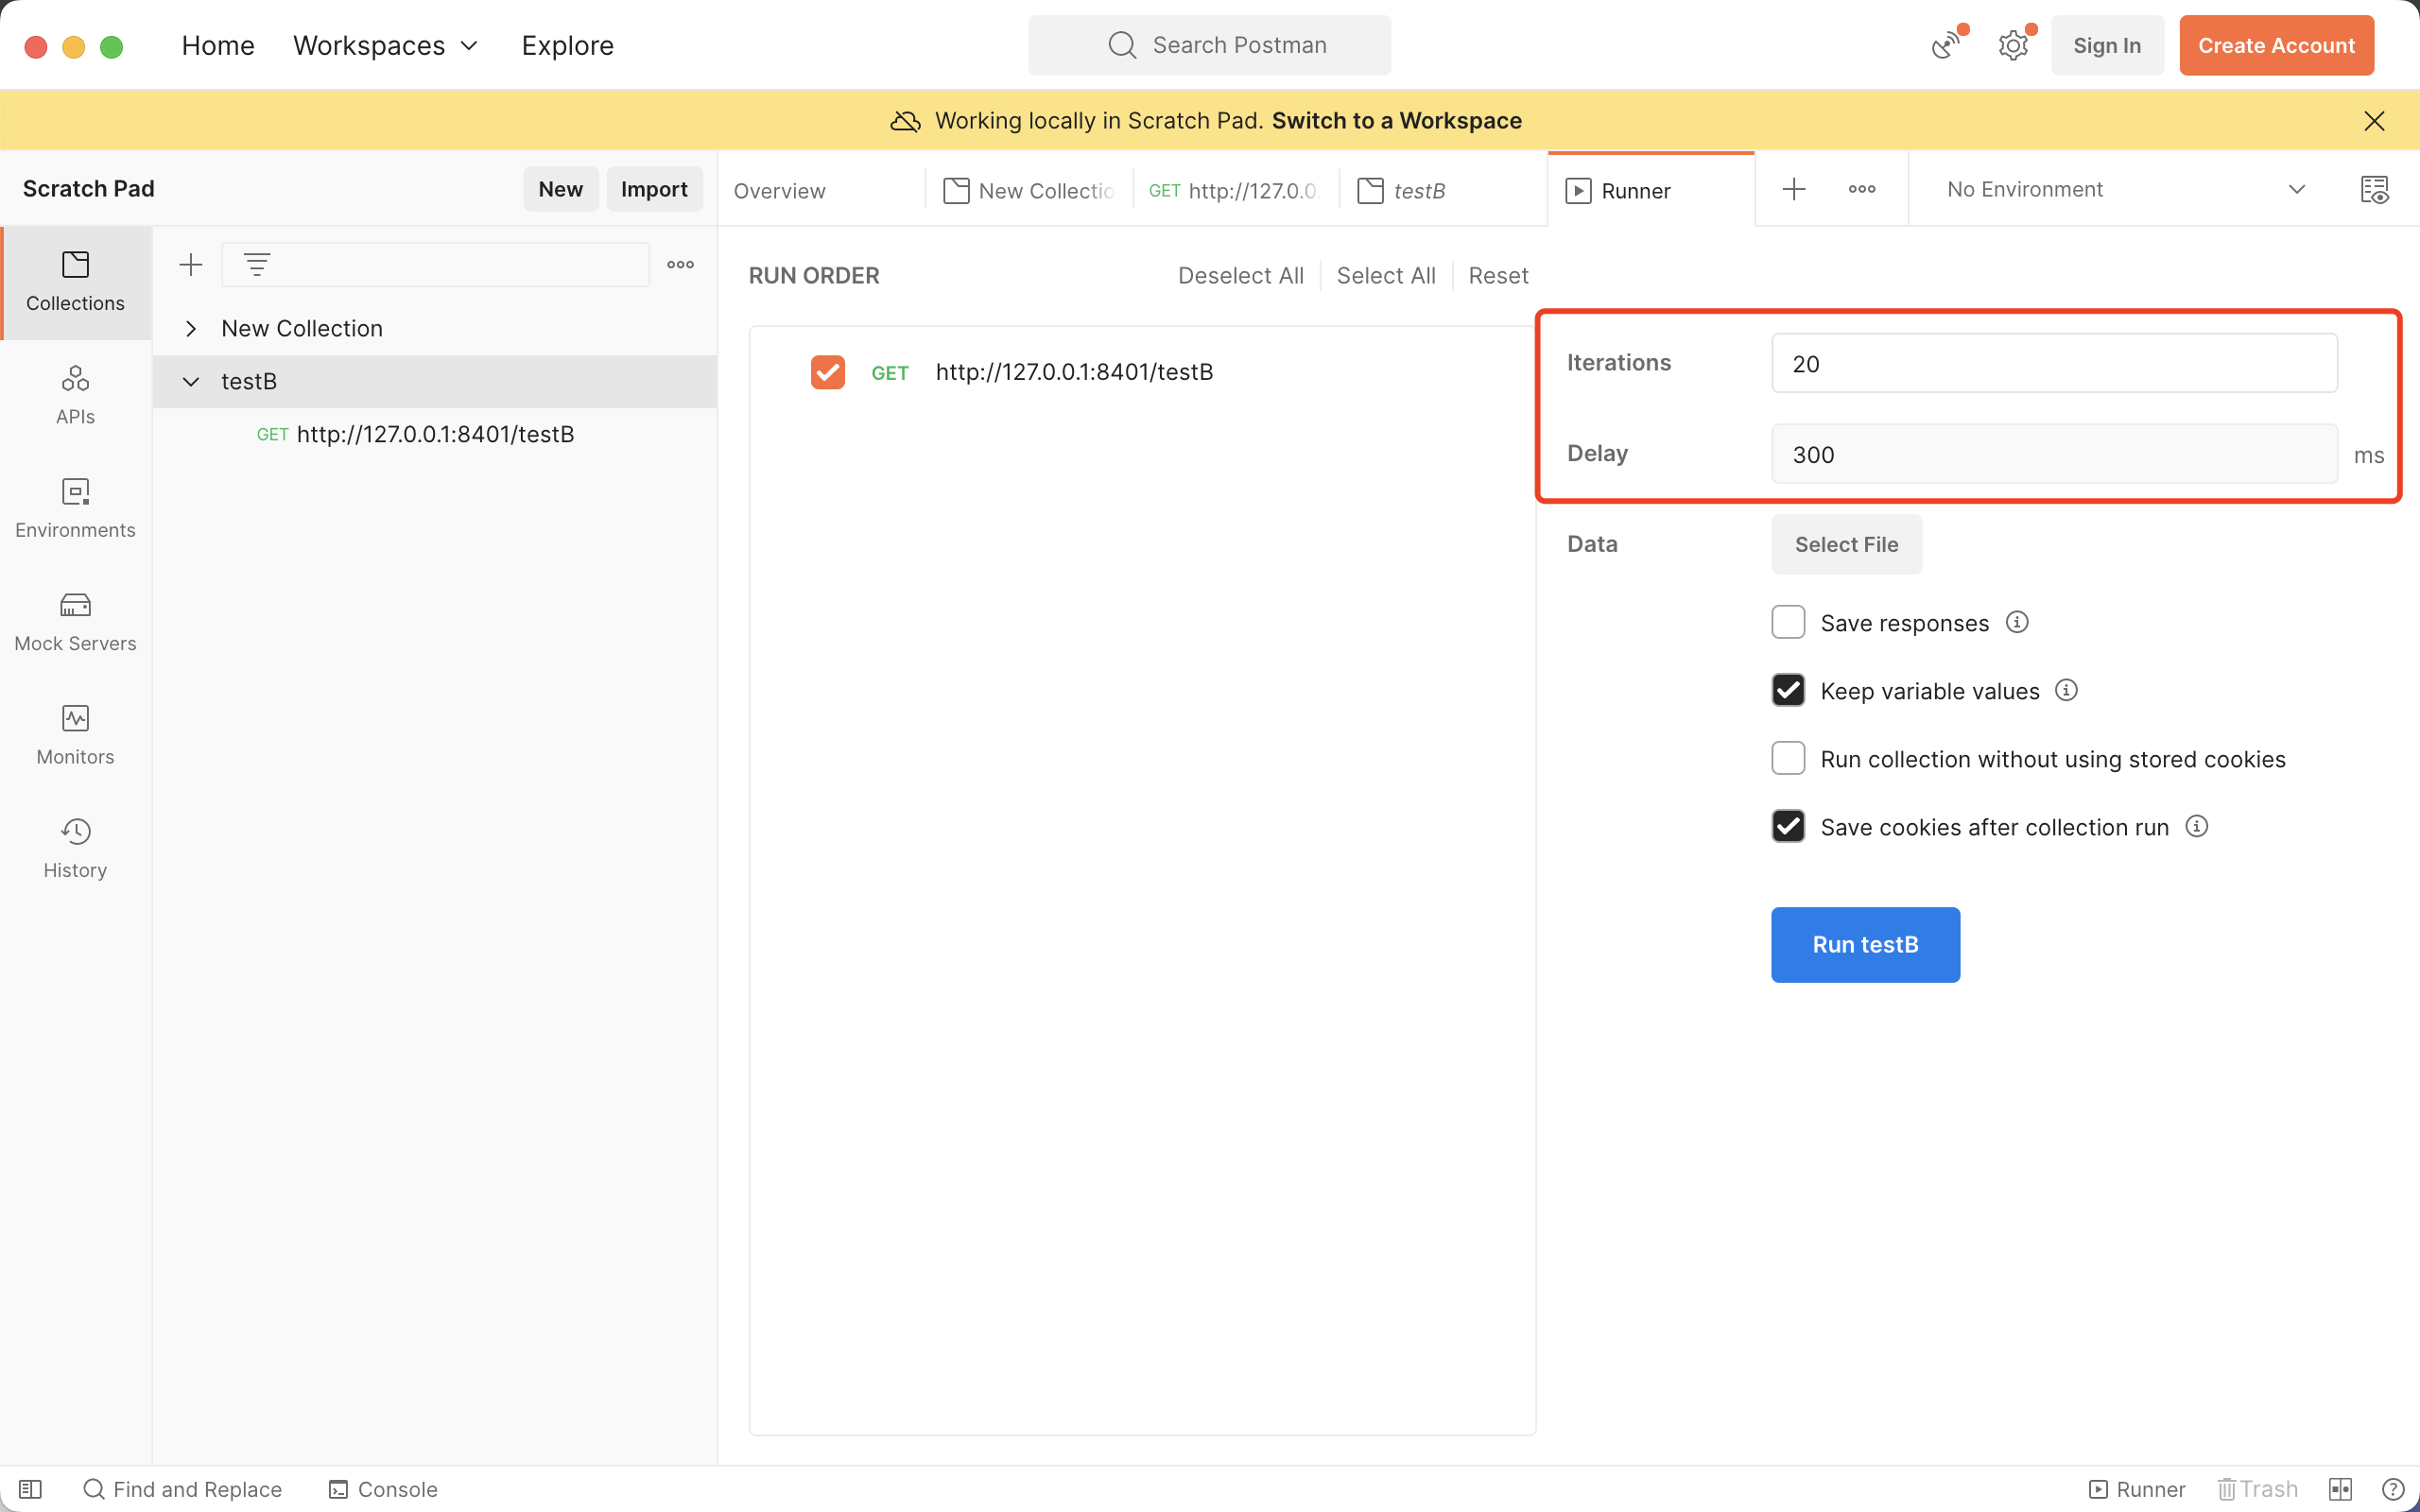 Home Workspaces Explore
Search Postman
Sign In
Create Account
Working locally in Scratch Pad. Switch to a Workspace
Scratch Pad
New
Import
Overview
New Collectio
GET http://127.0.0.
testB
Runner
No Environment
Collections
APIs
Environments
Mock Servers
Monitors
History
New Collection
testB
GET http://127.0.0.1:8401/testB
RUN ORDER
Deselect All
Select All
Reset
GET http://127.0.0.1:8401/testB
Iterations
20
Delay
300
ms
Data
Select File
Save responses
Keep variable values
Run collection without using stored cookies
Save cookies after collection run
Run testB
Find and Replace
Console
Runner
Trash